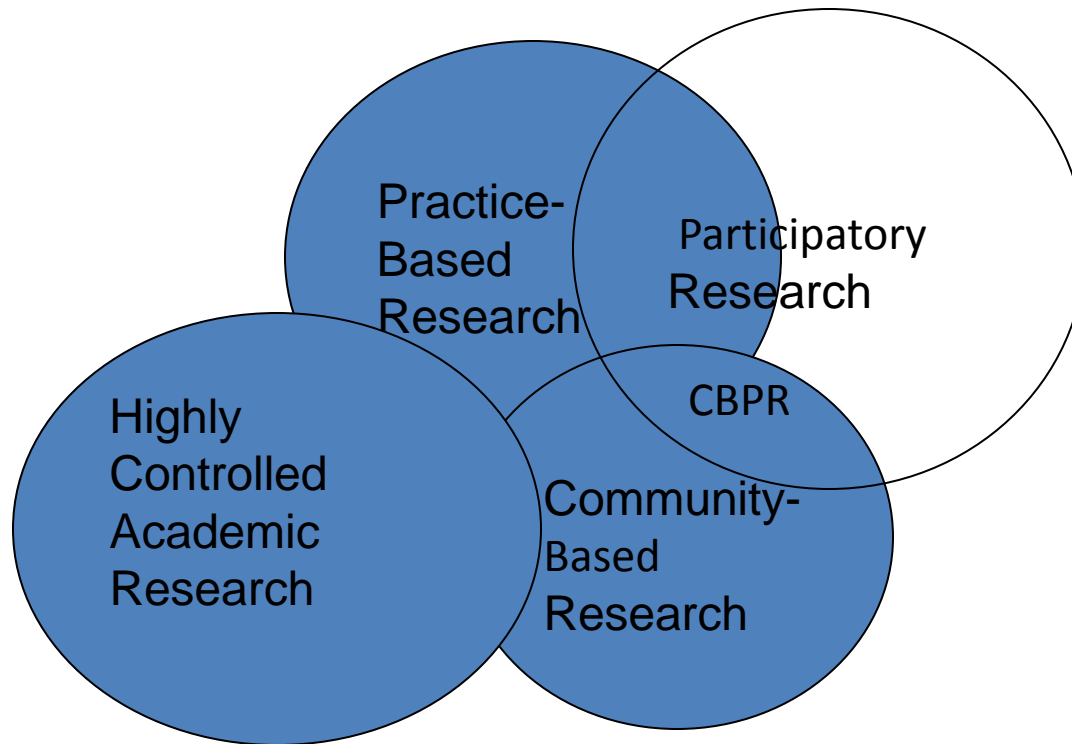 Practice-
Based
Research
Participatory
Research
CBPR
Highly
Controlled
Academic
Research
Community-
Based
Research